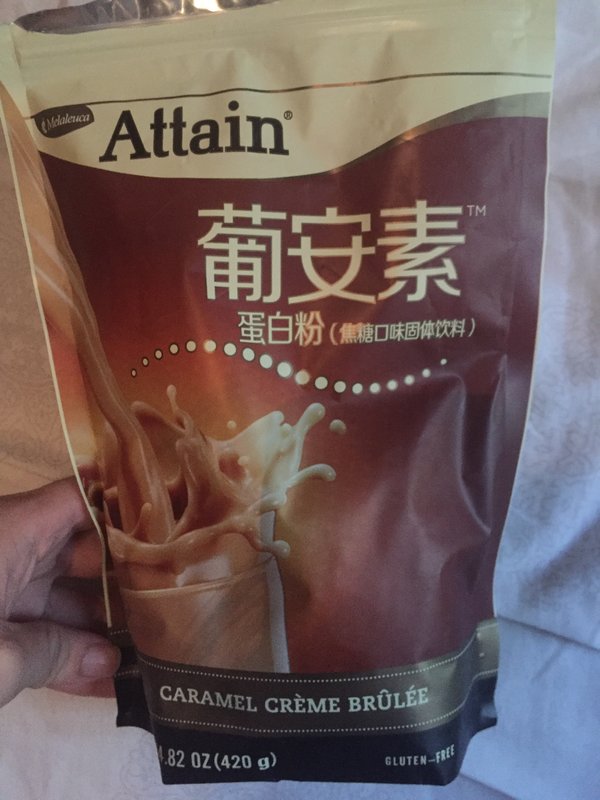 Melaleuca
Attain®
葡安素™
蛋白粉（焦糖口味固体饮料）
CARAMEL CRÈME BRÛLÉE
.82 OZ (420 g)
GLUTEN-FREE